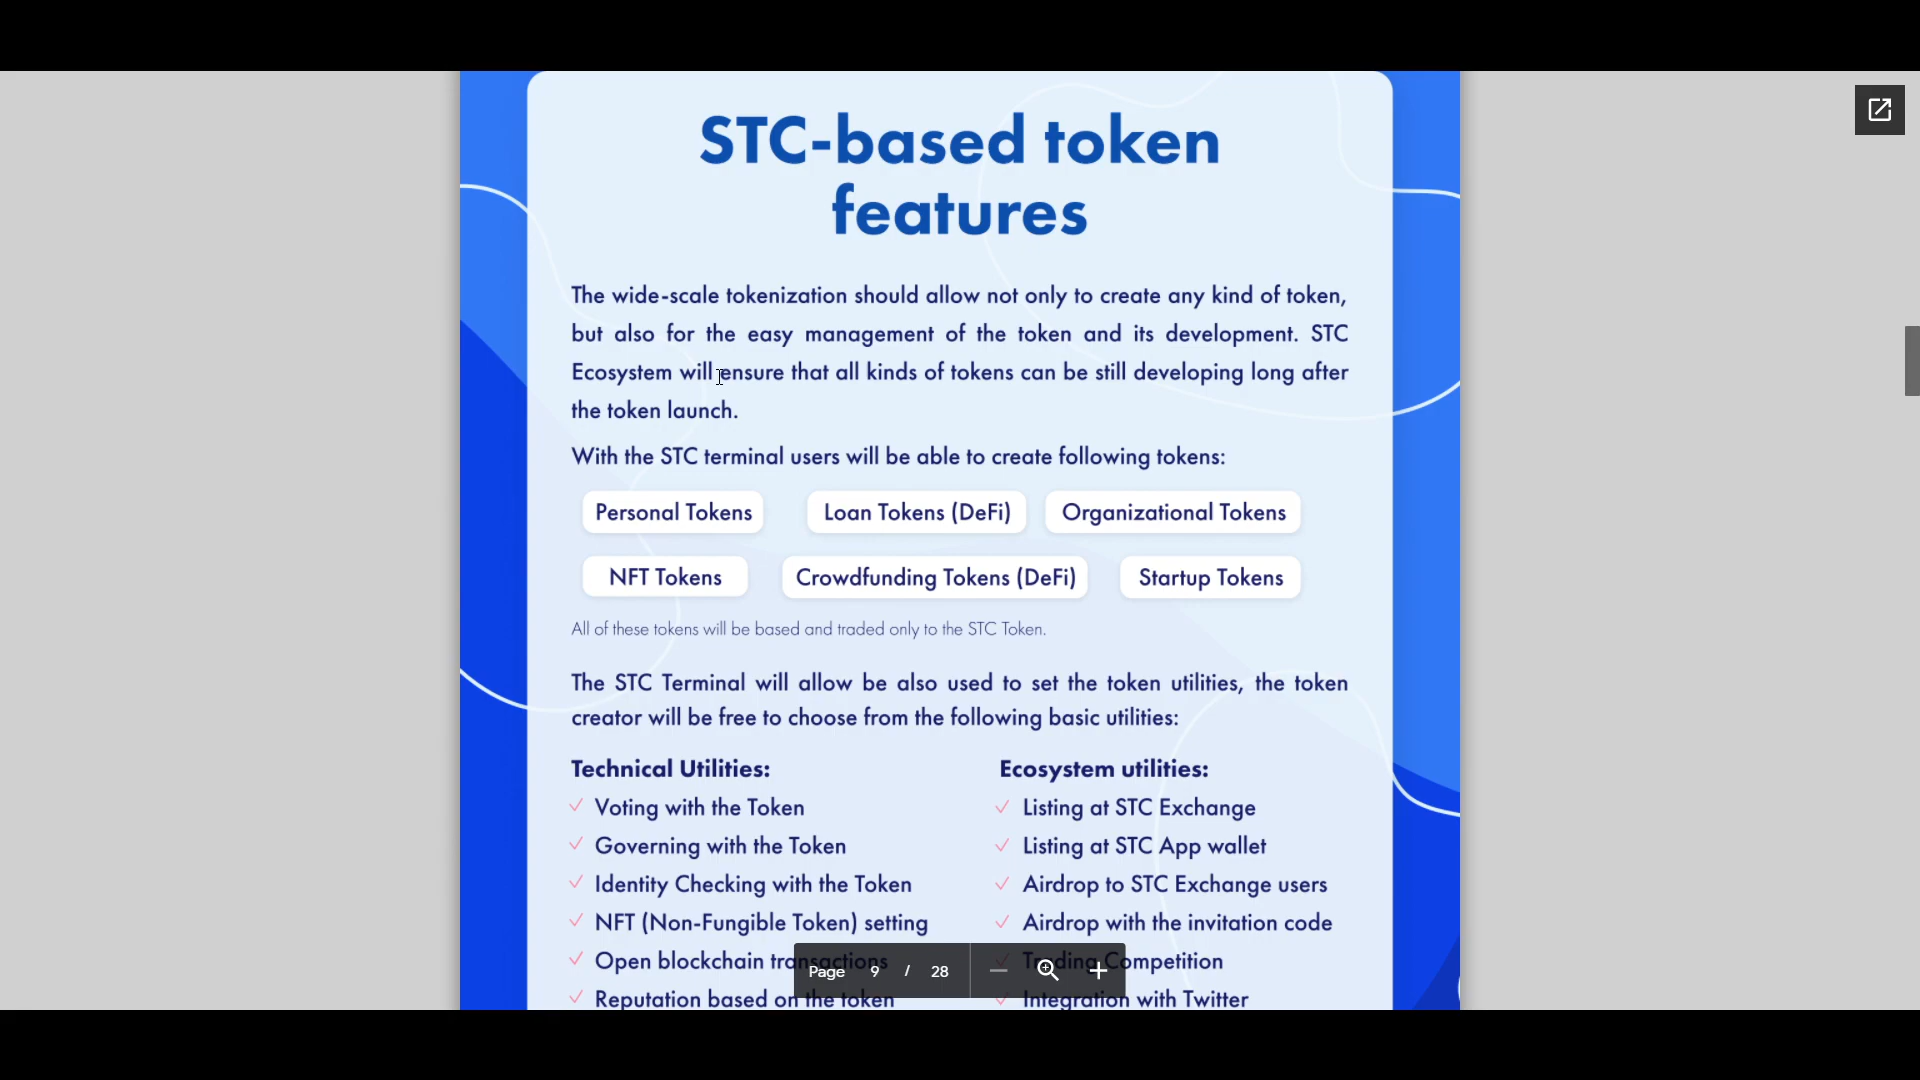 STC-based token
features
The wide-scale tokenization should allow not only to create any kind of token,
but also for the easy management of the token and its development. STC
Ecosystem will ensure that all kinds of tokens can be still developing long after
the token launch.
With the STC terminal users will be able to create following tokens:
Personal Tokens Loan Tokens (DeFi) Organizational Tokens
NFT Tokens Crowdfunding Tokens (DeFi) Startup Tokens
All of these tokens will be based and traded only to the STC Token.
The STC Terminal will allow be also used to set the token utilities, the token
creator will be free to choose from the following basic utilities:
Technical Utilities:
Voting with the Token
Governing with the Token
Identity Checking with the Token
NFT (Non-Fungible Token) setting
Open blockchain transactions
Reputation based on the token
Ecosystem utilities:
Listing at STC Exchange
Listing at STC App wallet
Airdrop to STC Exchange users
Airdrop with the invitation code
Trading Competition
Integration with Twitter
Page 9 / 28